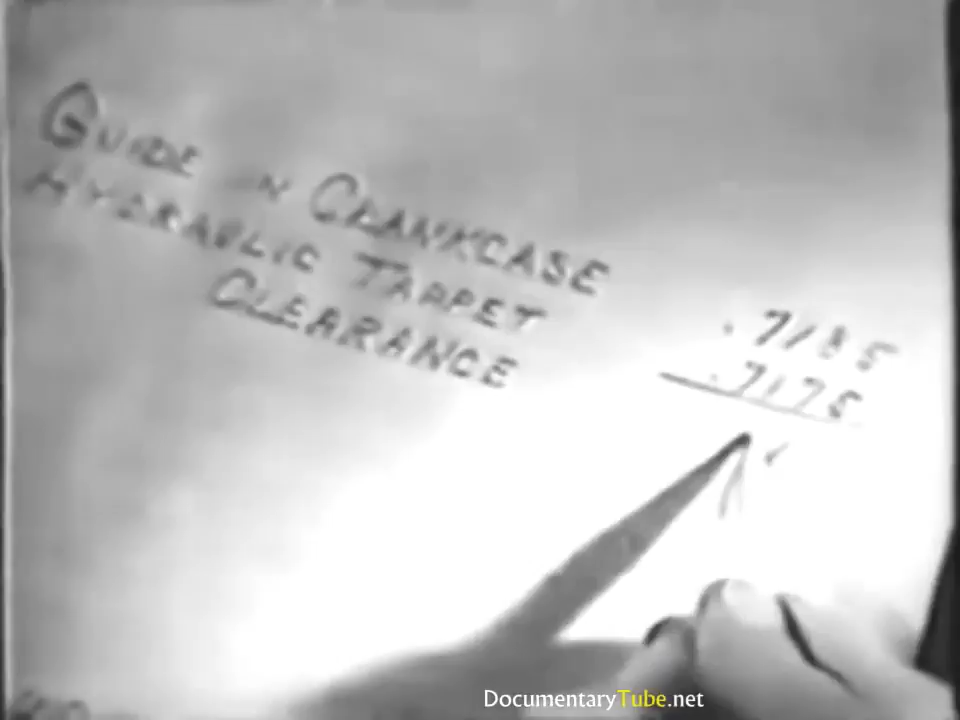 GUIDE IN CRANKCASE
HYDRAULIC TAPPET
CLEARANCE
.7185
.7175
DocumentaryTube.net